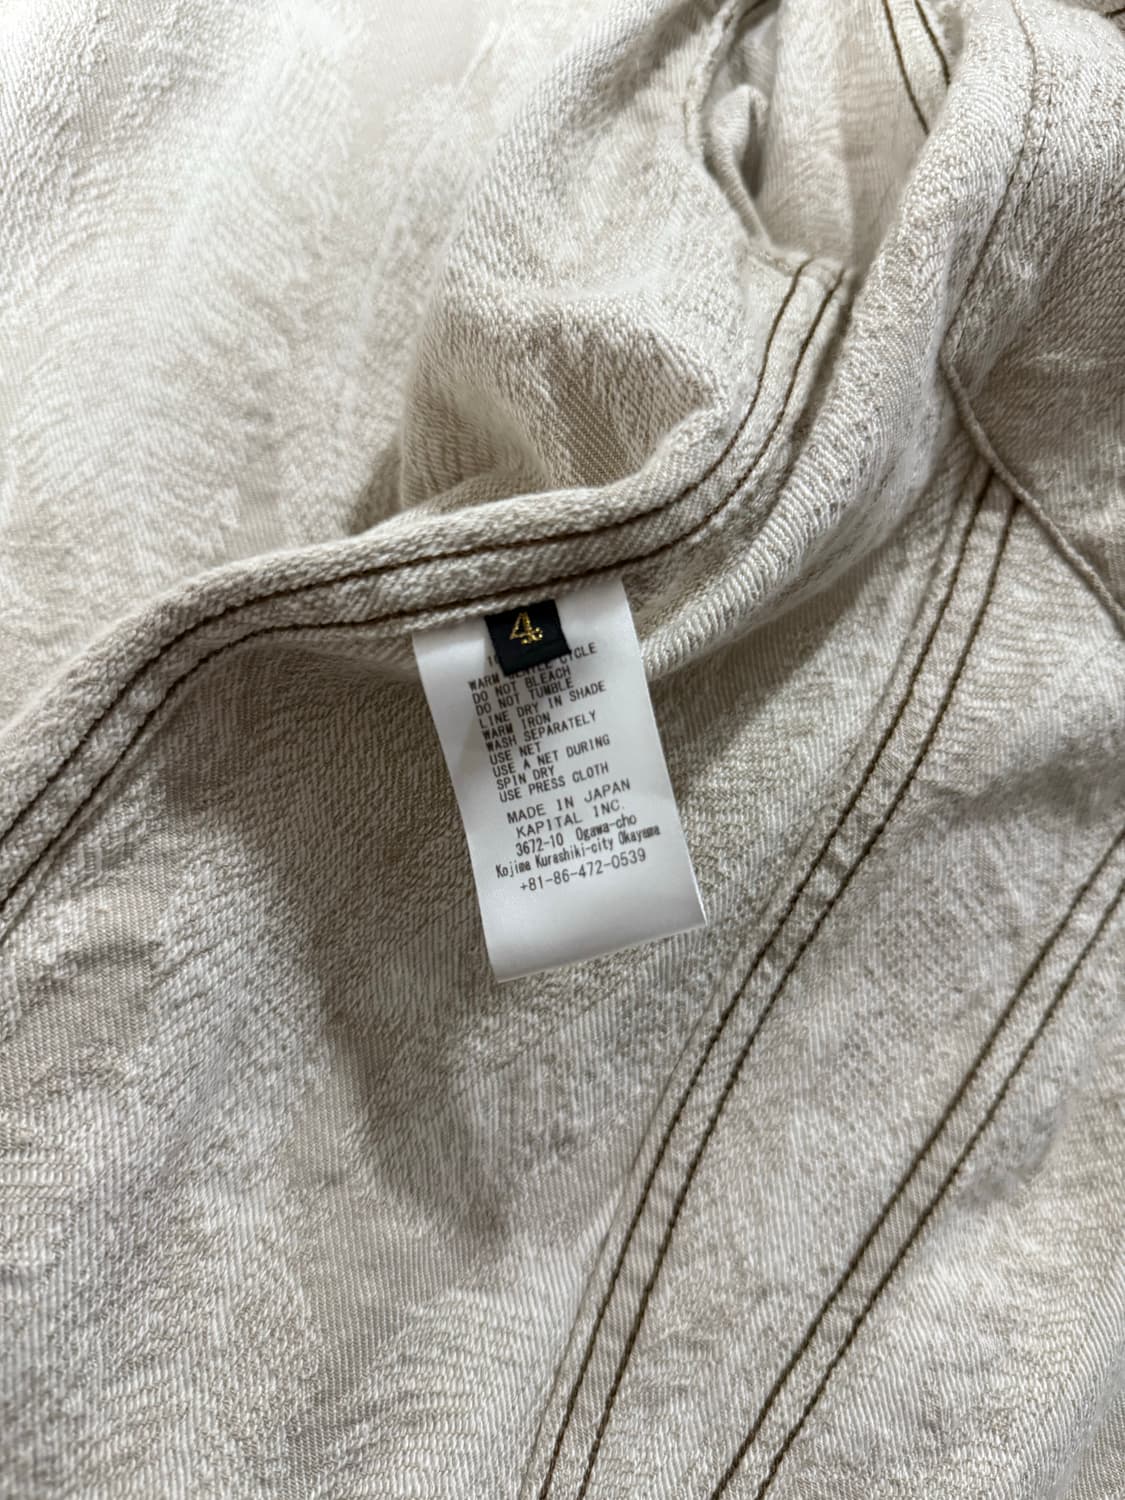 4
WARM GENTLE CYCLE
DO NOT BLEACH
DO NOT TUMBLE
LINE DRY IN SHADE
WARM IRON
WASH SEPARATELY
USE NET
USE A NET DURING
SPIN DRY
USE PRESS CLOTH
MADE IN JAPAN
KAPITAL INC.
3672-10 Ogawa-cho
Kojima Kurashiki-city Okayama
+81-86-472-0539